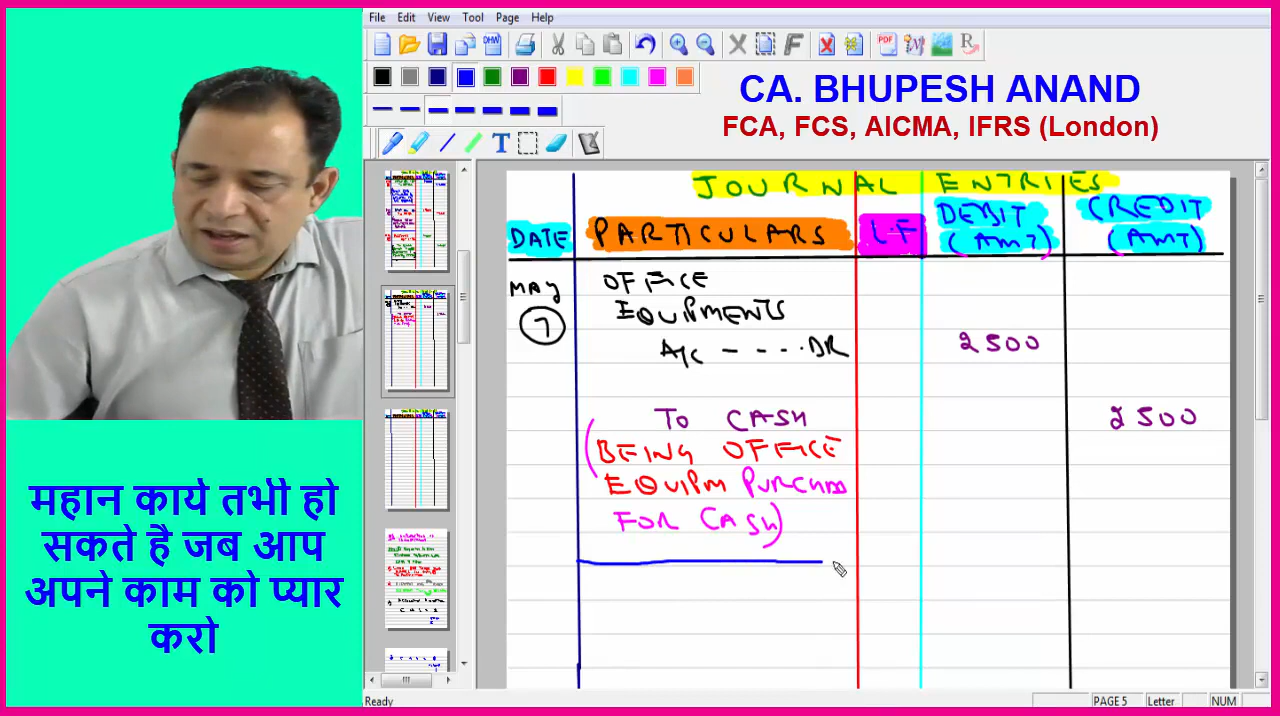 File Edit View Tool Page Help
CA. BHUPESH ANAND
FCA, FCS, AICMA, IFRS (London)
JOURNAL ENTRIES
DATE PARTICULARS LF DEBIT (AMT) CREDIT (AMT)
MAY 7 OFFICE
EQUIPMENTS
A/C - - - - . DR 2500
TO CASH 2500
(BEING OFFICE
EQUIPM PURCHAS
FOR CASH)
महान कार्य तभी हो
सकते है जब आप
अपने काम को प्यार
करो
Ready PAGE 5 Letter NUM